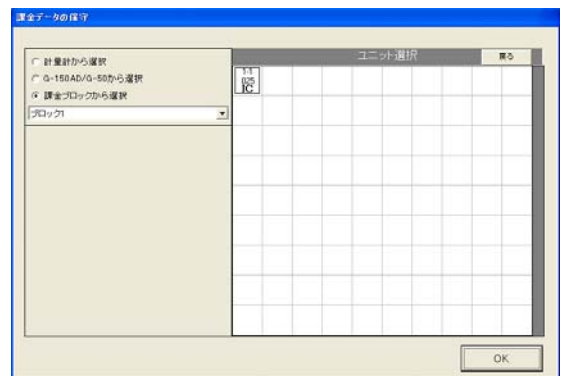 課金データの保守
計量計から選択
G-150AD/G-50から選択
課金ブロックから選択
ブロック1
ユニット選択
戻る
1-1
025
IC
OK